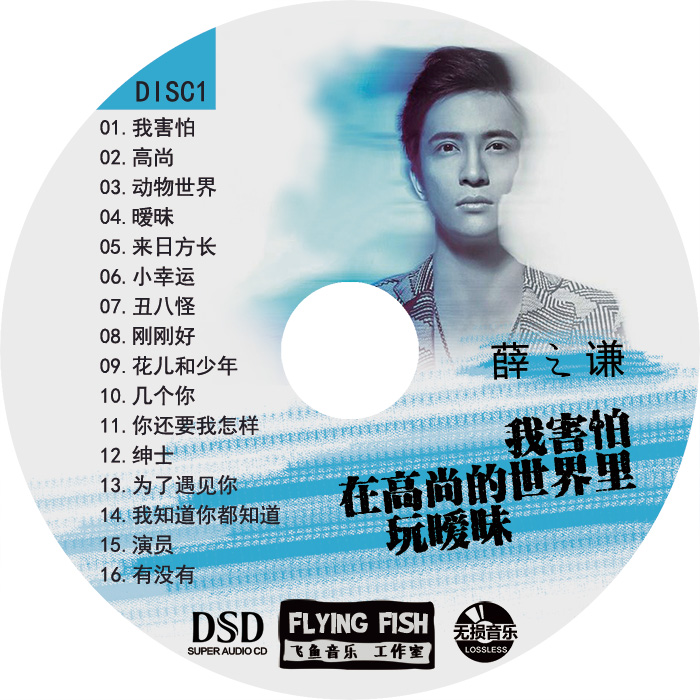 DISC1
01.我害怕
02.高尚
03.动物世界
04.暧昧
05.来日方长
06.小幸运
07.丑八怪
08.刚刚好
09.花儿和少年
10.几个你
11.你还要我怎样
12.绅士
13.为了遇见你
14.我知道你都知道
15.演员
16.有没有
薛之谦
我害怕
在高尚的世界里
玩暧昧
DSD
SUPER AUDIO CD
FLYING FISH
飞鱼音乐 工作室
无损音乐
LOSSLESS